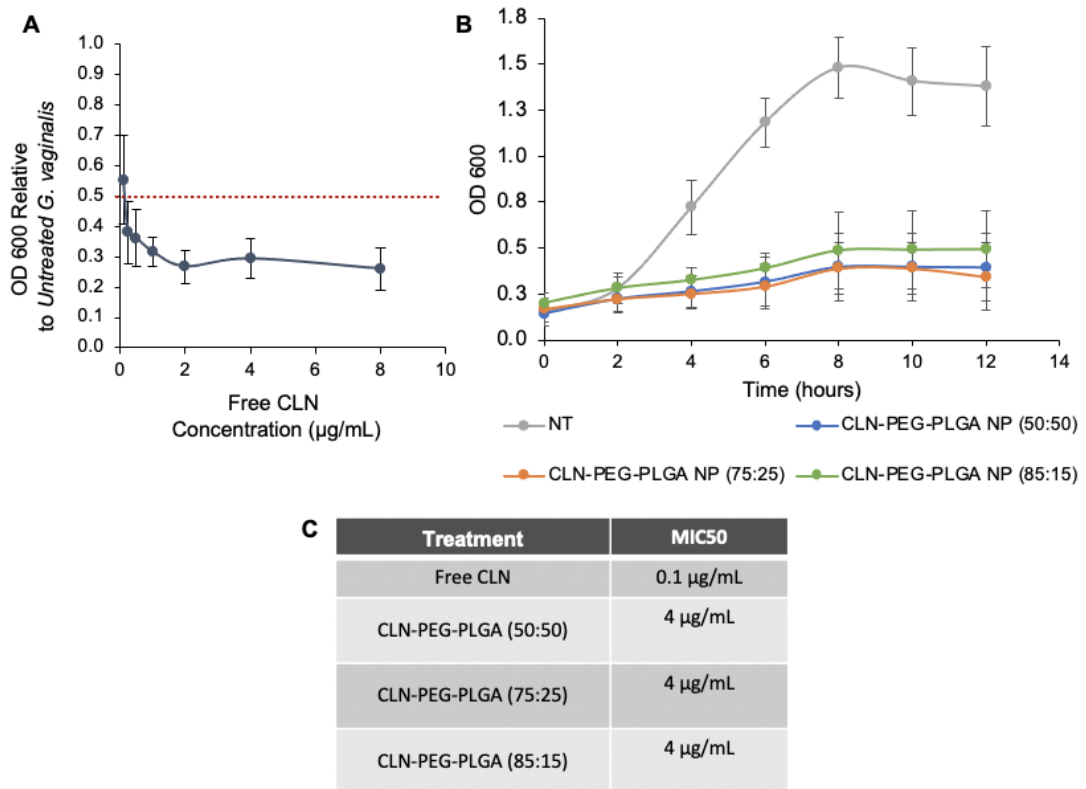 A
OD 600 Relative
to Untreated G. vaginalis
1.0
0.9
0.8
0.7
0.6
0.5
0.4
0.3
0.2
0.1
0.0
0 2 4 6 8 10
Free CLN
Concentration (µg/mL)
B
OD 600
1.8
1.5
1.3
1.0
0.8
0.5
0.3
0.0
0 2 4 6 8 10 12 14
Time (hours)
NT
CLN-PEG-PLGA NP (50:50)
CLN-PEG-PLGA NP (75:25)
CLN-PEG-PLGA NP (85:15)
C
Treatment MIC50
Free CLN 0.1 µg/mL
CLN-PEG-PLGA (50:50) 4 µg/mL
CLN-PEG-PLGA (75:25) 4 µg/mL
CLN-PEG-PLGA (85:15) 4 µg/mL